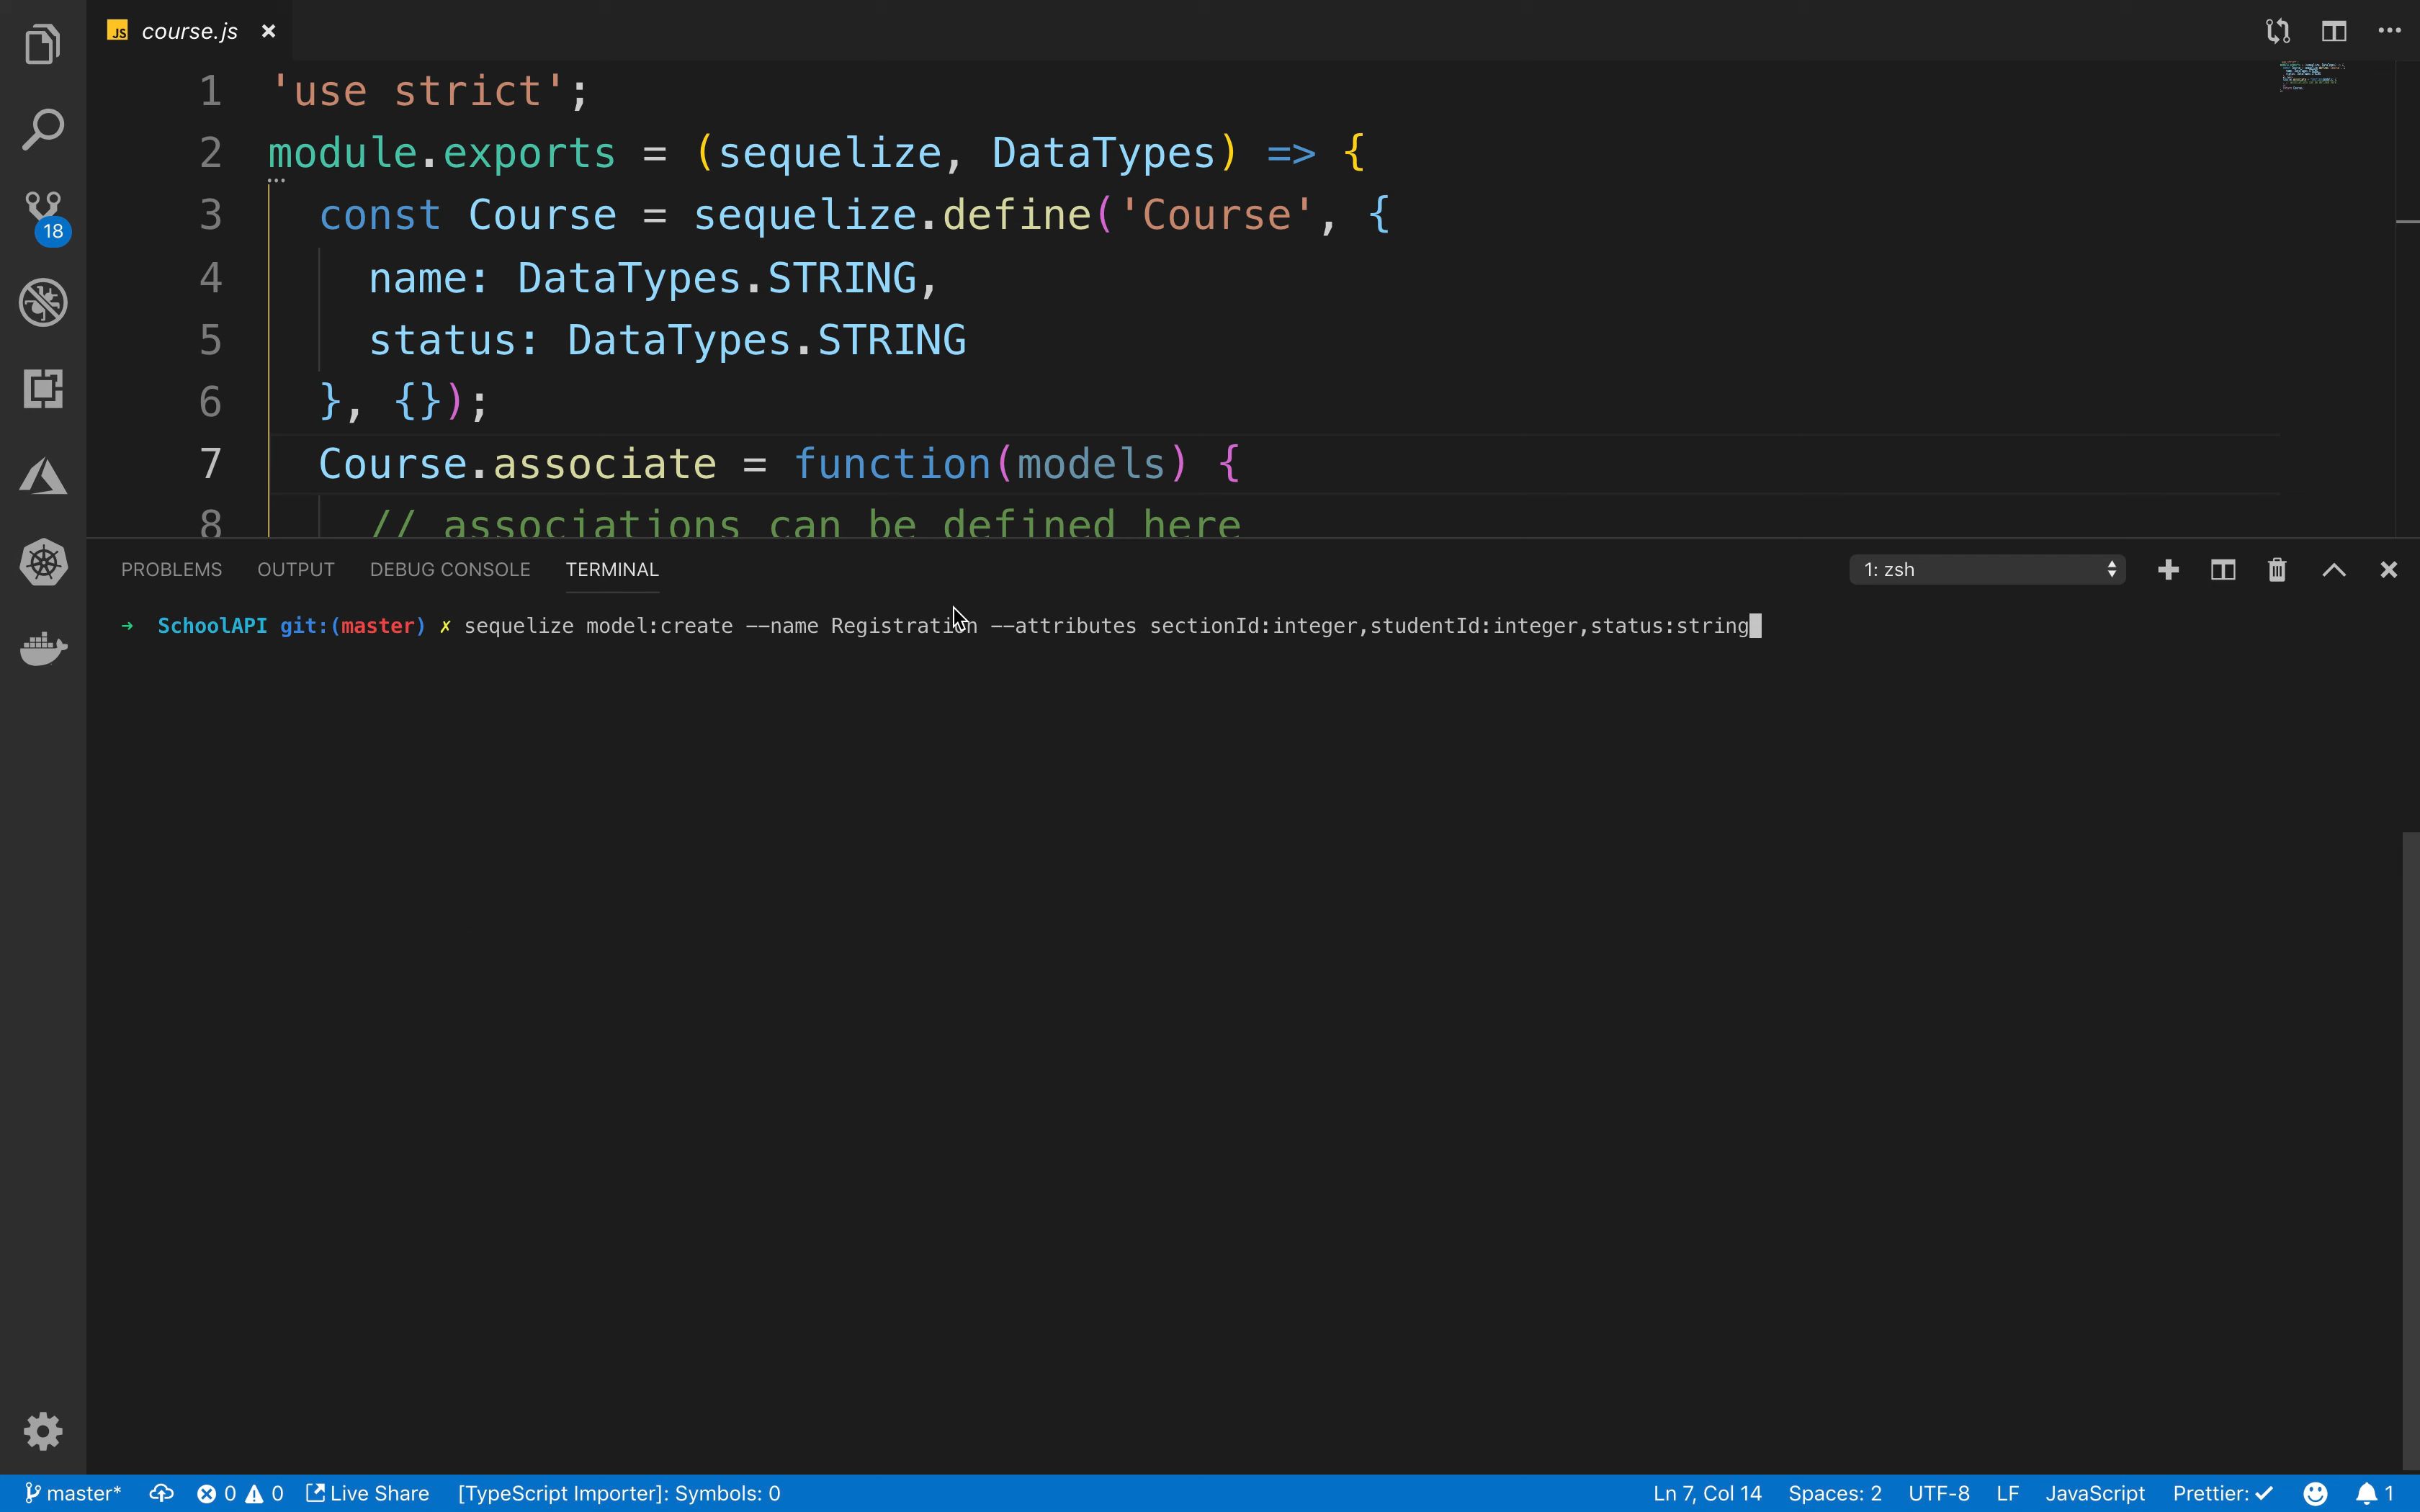 JS course.js ×
1 'use strict';
2 module.exports = (sequelize, DataTypes) => {
3 const Course = sequelize.define('Course', {
18
4 name: DataTypes.STRING,
5 status: DataTypes.STRING
6 }, {});
7 Course.associate = function(models) {
8 // associations can be defined here
PROBLEMS OUTPUT DEBUG CONSOLE TERMINAL 1: zsh
→ SchoolAPI git:(master) ✗ sequelize model:create --name Registration --attributes sectionId:integer,studentId:integer,status:string
master* 0 0 Live Share [TypeScript Importer]: Symbols: 0 Ln 7, Col 14 Spaces: 2 UTF-8 LF JavaScript Prettier: ✓ 1